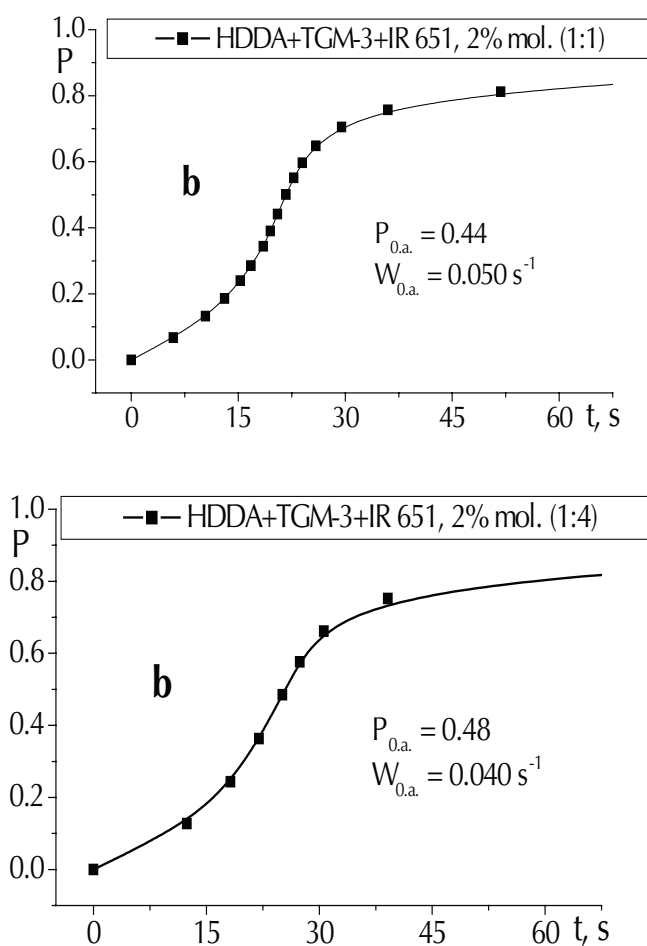 1.0
HDDA+TGM-3+IR 651, 2% mol. (1:1)
P
0.8
0.6
b
0.4
P0.a. = 0.44
W0.a. = 0.050 s-1
0.2
0.0
0 15 30 45 60 t, s
1.0
HDDA+TGM-3+IR 651, 2% mol. (1:4)
P
0.8
0.6
b
0.4
P0.a. = 0.48
W0.a. = 0.040 s-1
0.2
0.0
0 15 30 45 60 t, s